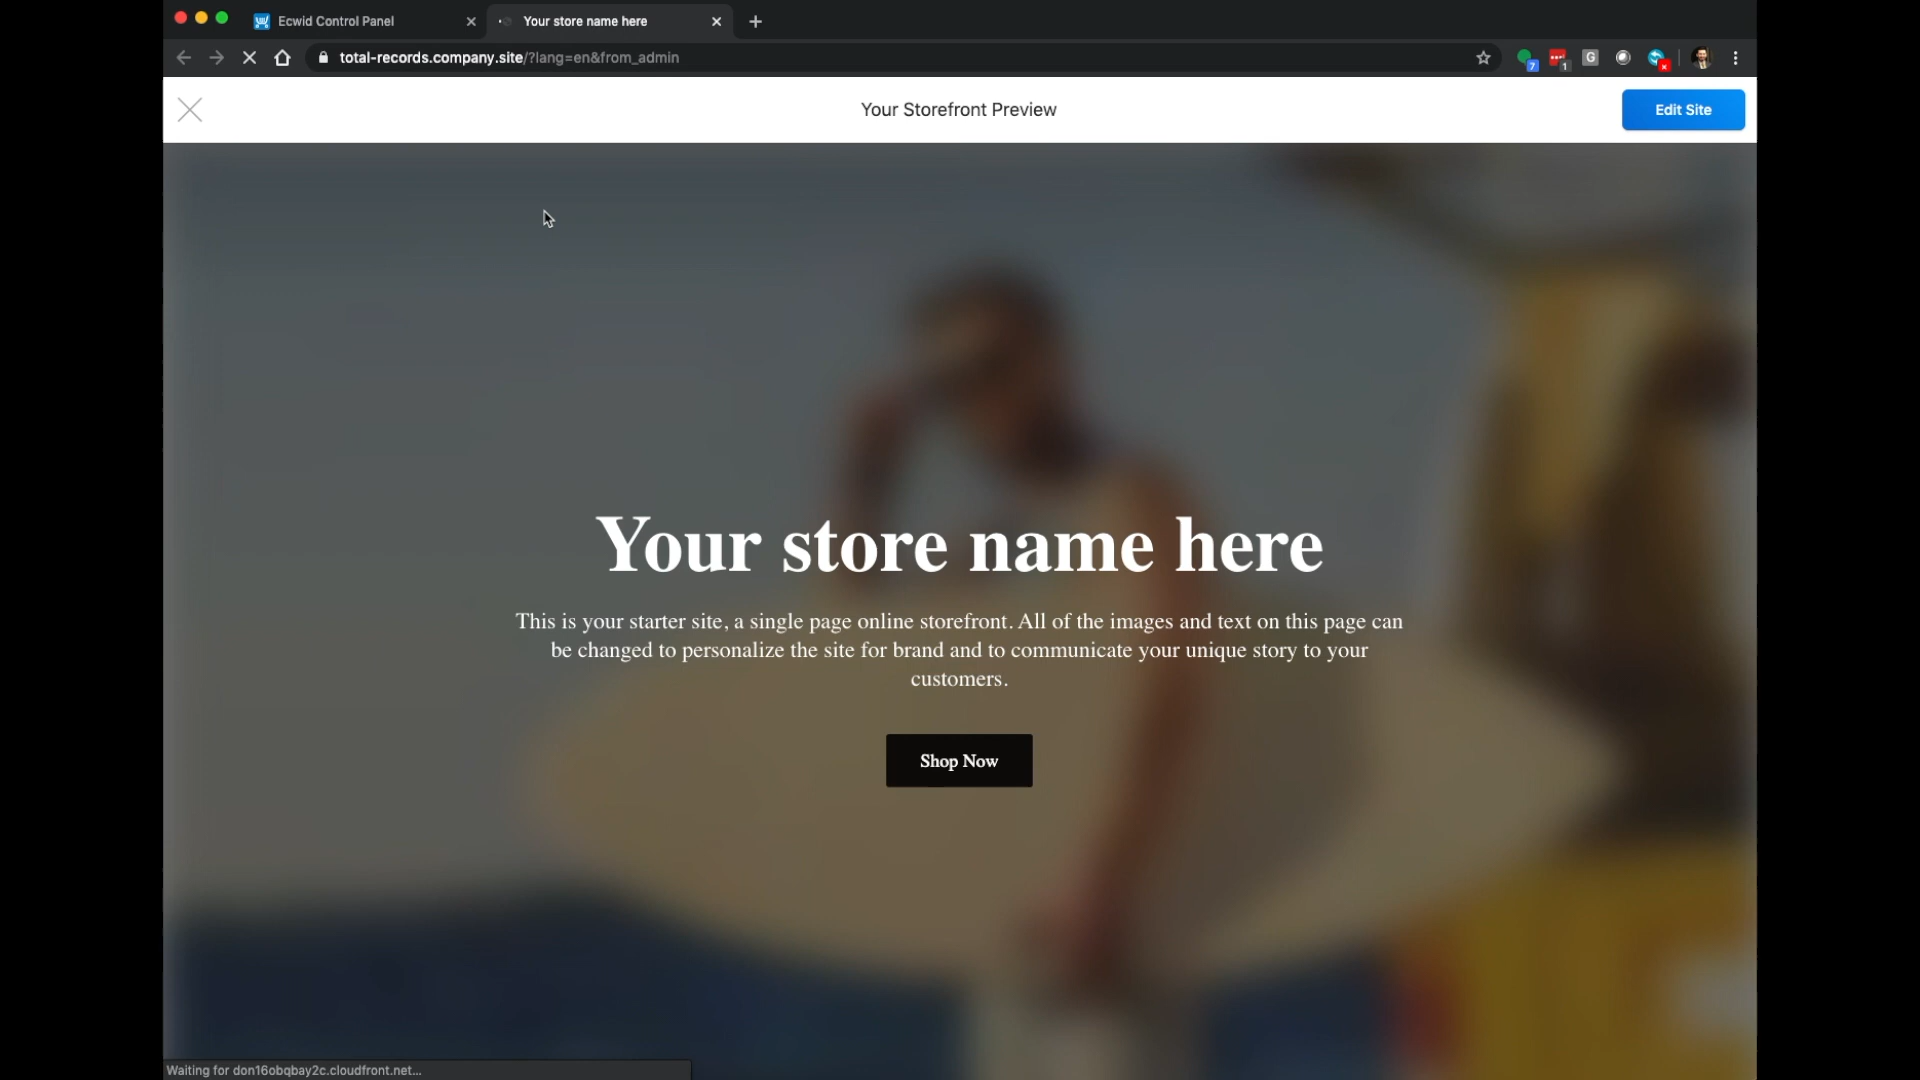 Ecwid Control Panel
Your store name here
total-records.company.site/?lang=en&from_admin
7
1
G
Your Storefront Preview
Edit Site
Your store name here
This is your starter site, a single page online storefront. All of the images and text on this page can
be changed to personalize the site for brand and to communicate your unique story to your
customers.
Shop Now
Waiting for don16obqbay2c.cloudfront.net...